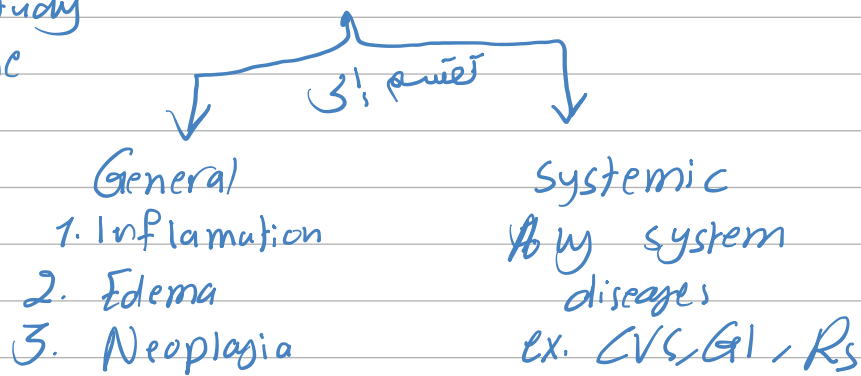 تقسم إلى
General
1. Inflamation
2. Edema
3. Neoplasia
Systemic
by system
diseases
ex. CVS, GI, Rs